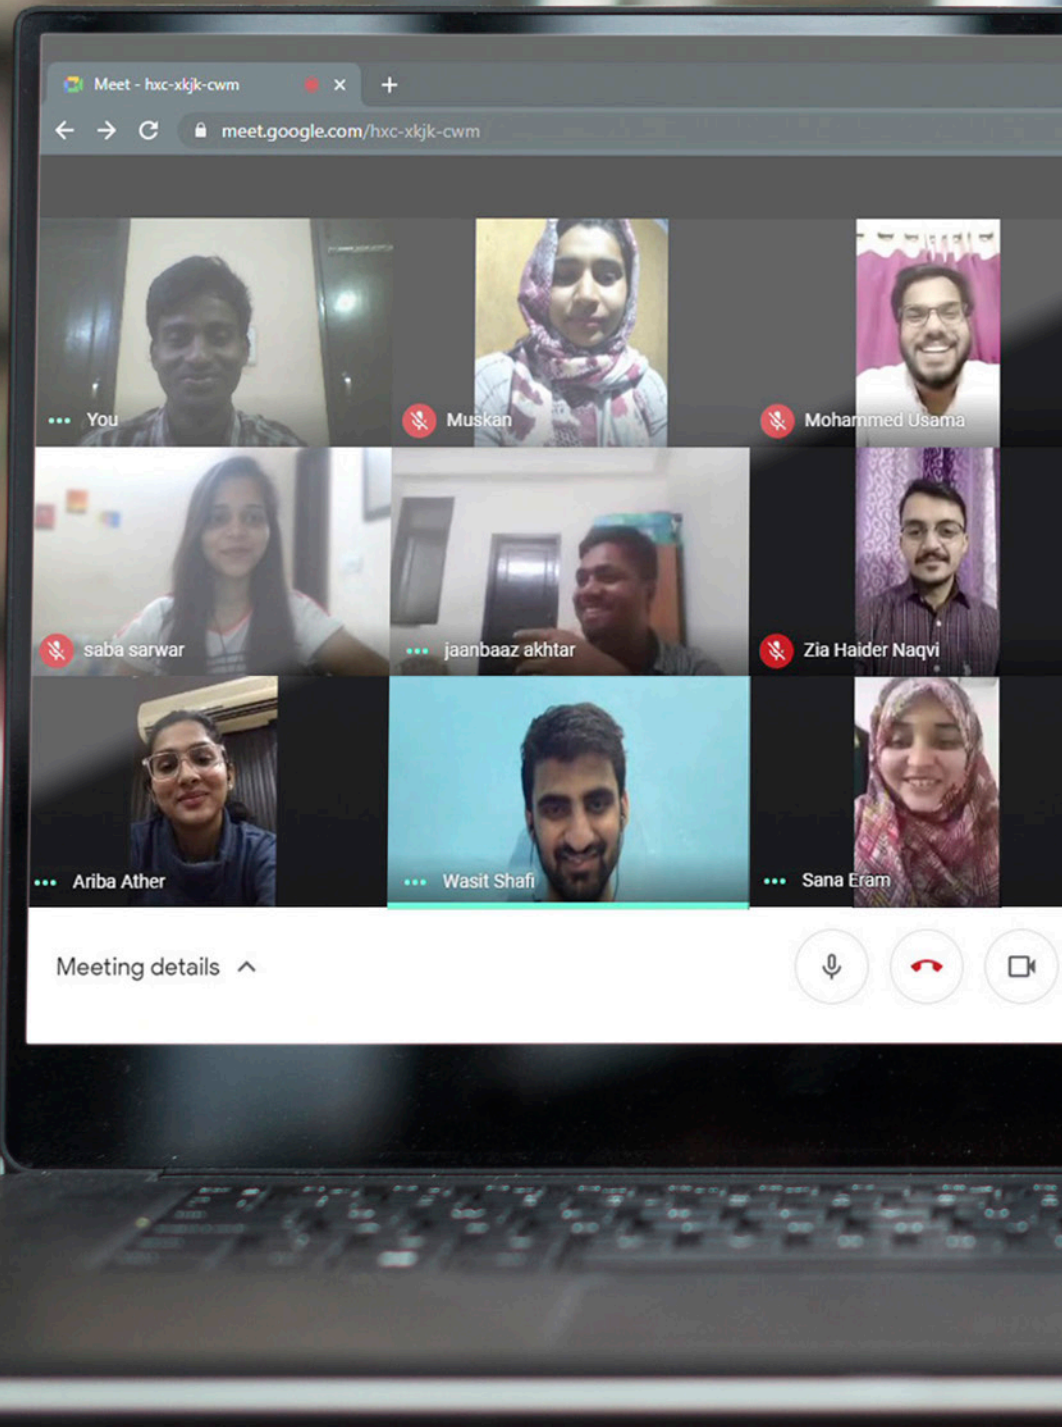 Meet - hxc-xkjk-cwm
meet.google.com/hxc-xkjk-cwm
You
Muskan
Mohammed Usama
saba sarwar
jaanbaaz akhtar
Zia Haider Naqvi
Ariba Ather
Wasit Shafi
Sana Eram
Meeting details